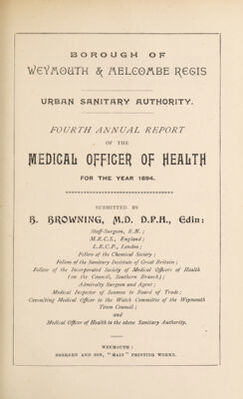 BOROUGH OF
WEYMOUTH & MELCOMBE REGIS
URBAN SANITARY AUTHORITY.
FOURTH ANNUAL REPORT
OF THE
MEDICAL OFFICER OF HEALTH
FOR THE YEAR 1894.
SUBMITTED BY
B. BROWNING, M.D. D.P.H., Edin:
Staff-Surgeon, R.N.;
M.R.C.S., England;
L.R.C.P., London;
Fellow of the Chemical Society;
Fellow of the Sanitary Institute of Great Britain;
Fellow of the Incorporated Society of Medical Officers of Health
(on the Council, Southern Branch);
Admiralty Surgeon and Agent;
Medical Inspector of Seamen to Board of Trade;
Consulting Medical Officer to the Watch Committee of the Weymouth
Town Council;
and
Medical Officer of Health to the above Sanitary Authority.
WEYMOUTH:
AND SON, "MAIL" PRINTING WORKS.